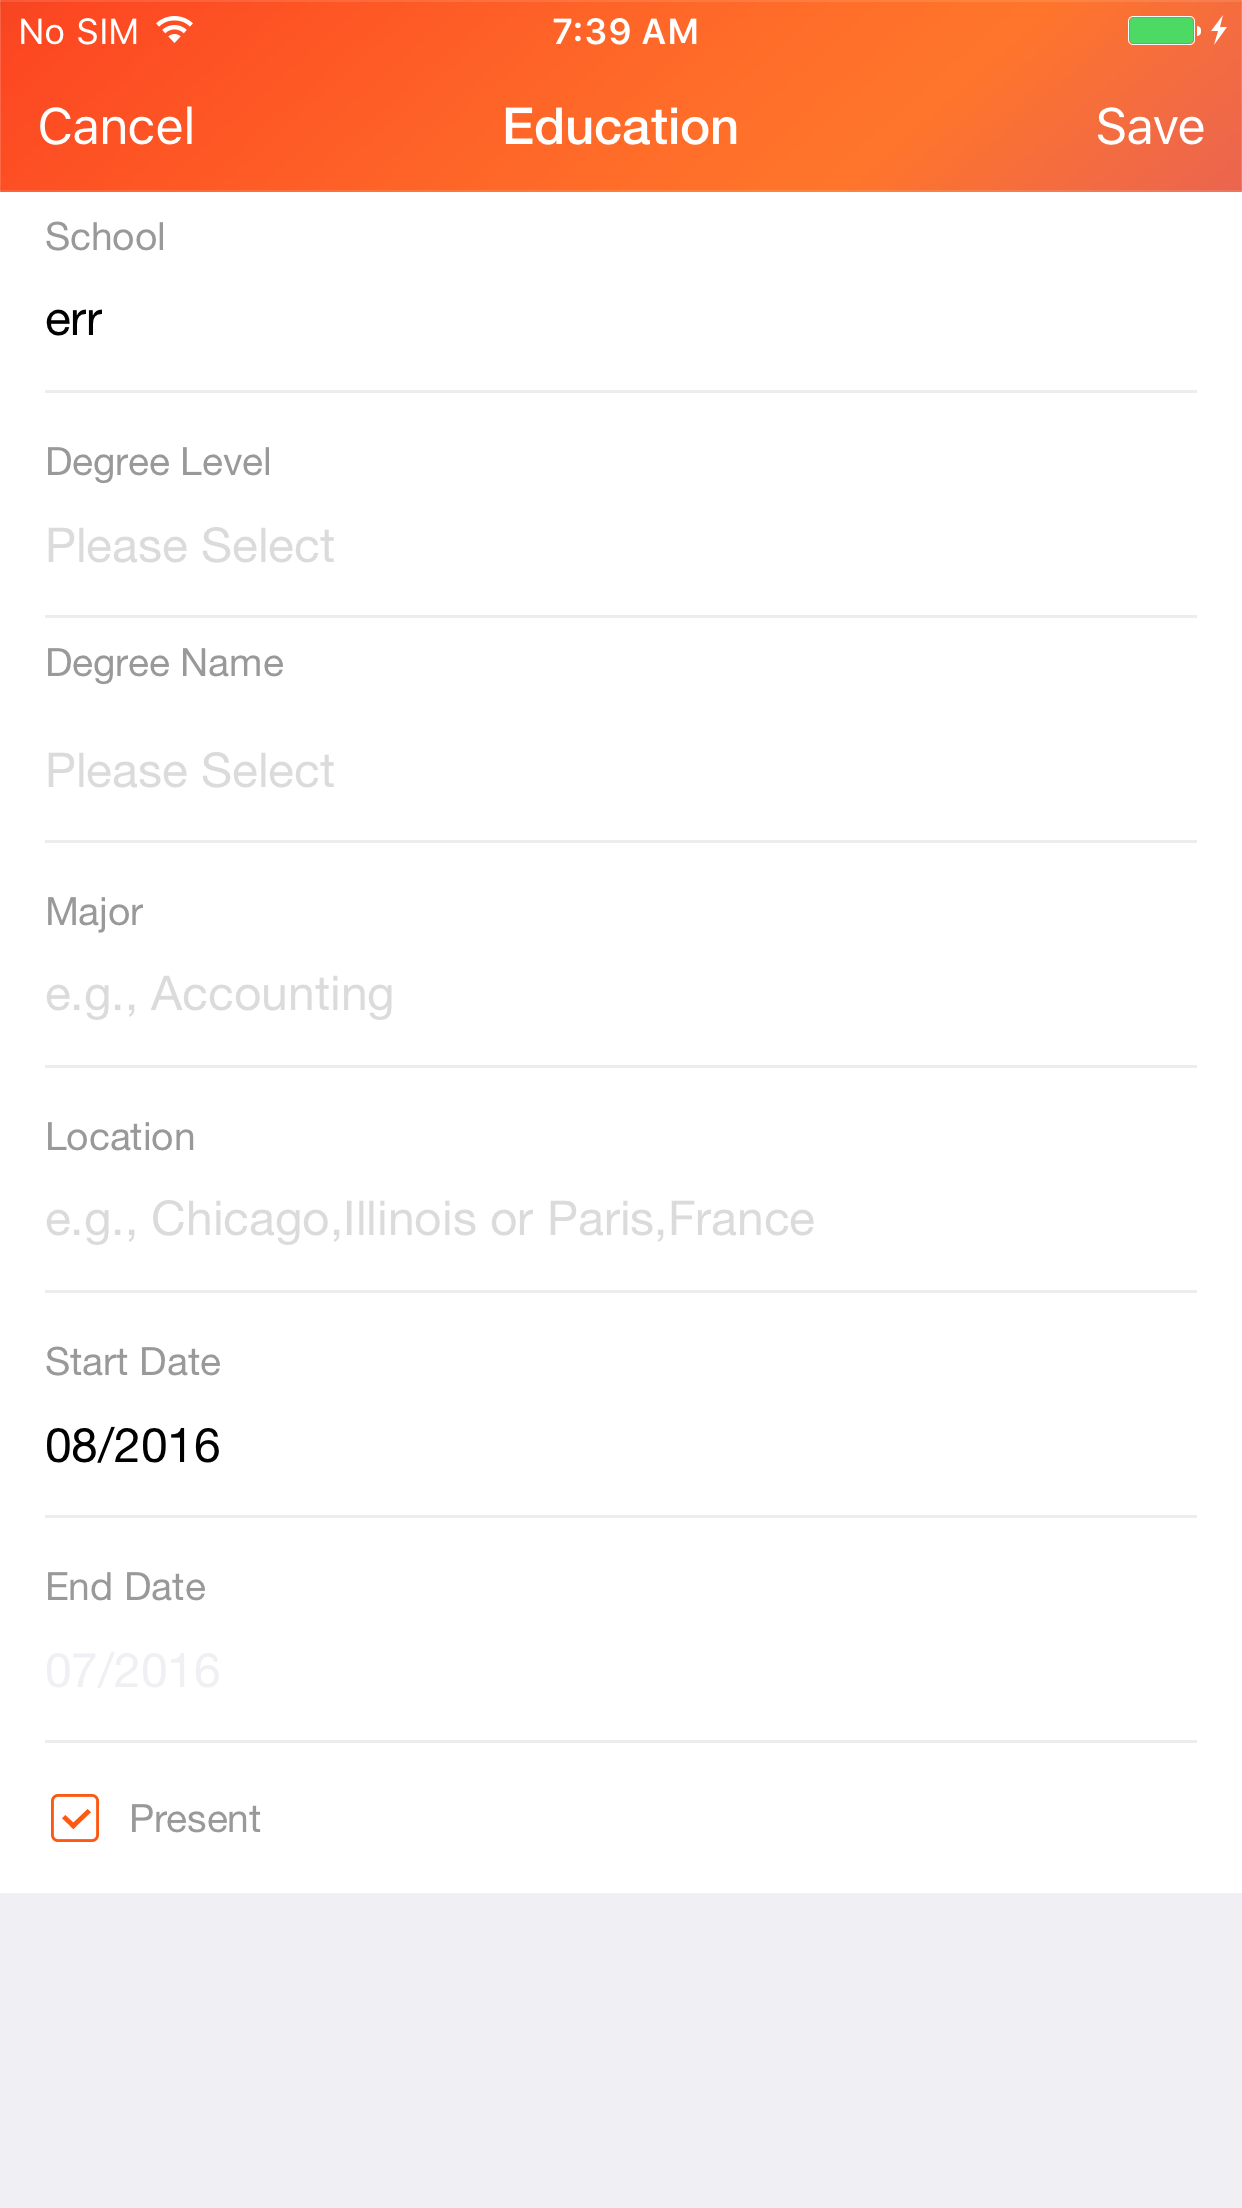 No SIM 7:39 AM
Cancel Education Save
School
err
Degree Level
Please Select
Degree Name
Please Select
Major
e.g., Accounting
Location
e.g., Chicago,Illinois or Paris,France
Start Date
08/2016
End Date
07/2016
Present